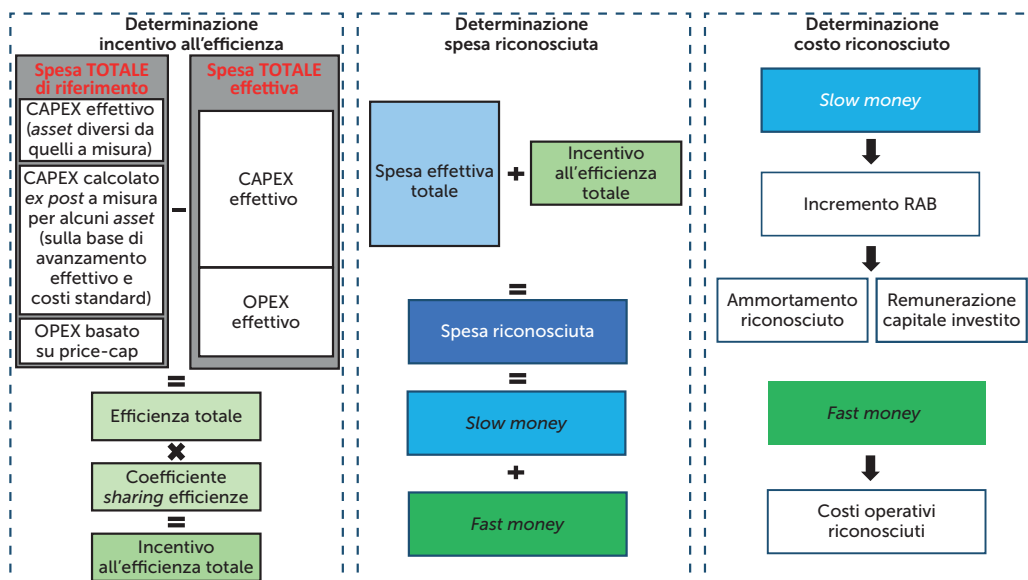 Determinazione
incentivo all'efficienza
Spesa TOTALE
di riferimento
CAPEX effettivo
(asset diversi da
quelli a misura)
CAPEX calcolato
ex post a misura
per alcuni asset
(sulla base di
avanzamento
effettivo e
costi standard)
OPEX basato
su price-cap
–
Spesa TOTALE
effettiva
CAPEX
effettivo
OPEX
effettivo
=
Efficienza totale
×
Coefficiente
sharing efficienze
=
Incentivo
all'efficienza totale
Determinazione
spesa riconosciuta
Spesa effettiva
totale
+
Incentivo
all'efficienza
totale
=
Spesa riconosciuta
=
Slow money
+
Fast money
Determinazione
costo riconosciuto
Slow money
Incremento RAB
Ammortamento
riconosciuto
Remunerazione
capitale investito
Fast money
Costi operativi
riconosciuti